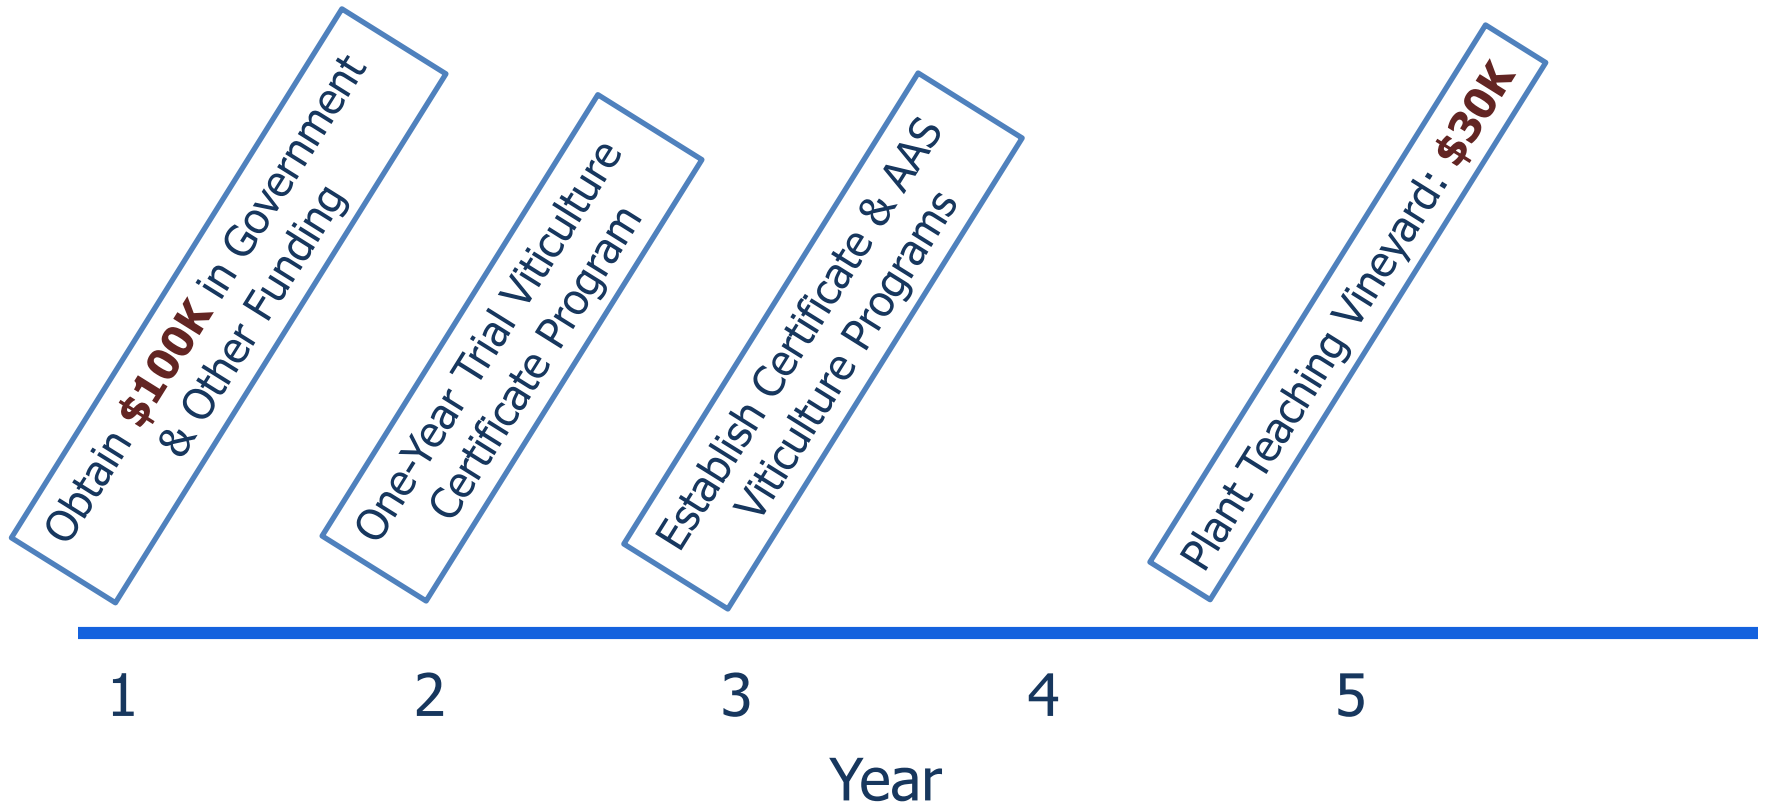 Obtain $100K in Government
& Other Funding
One-Year Trial Viticulture
Certificate Program
Establish Certificate & AAS
Viticulture Programs
Plant Teaching Vineyard: $30K
1 2 3 4 5
Year